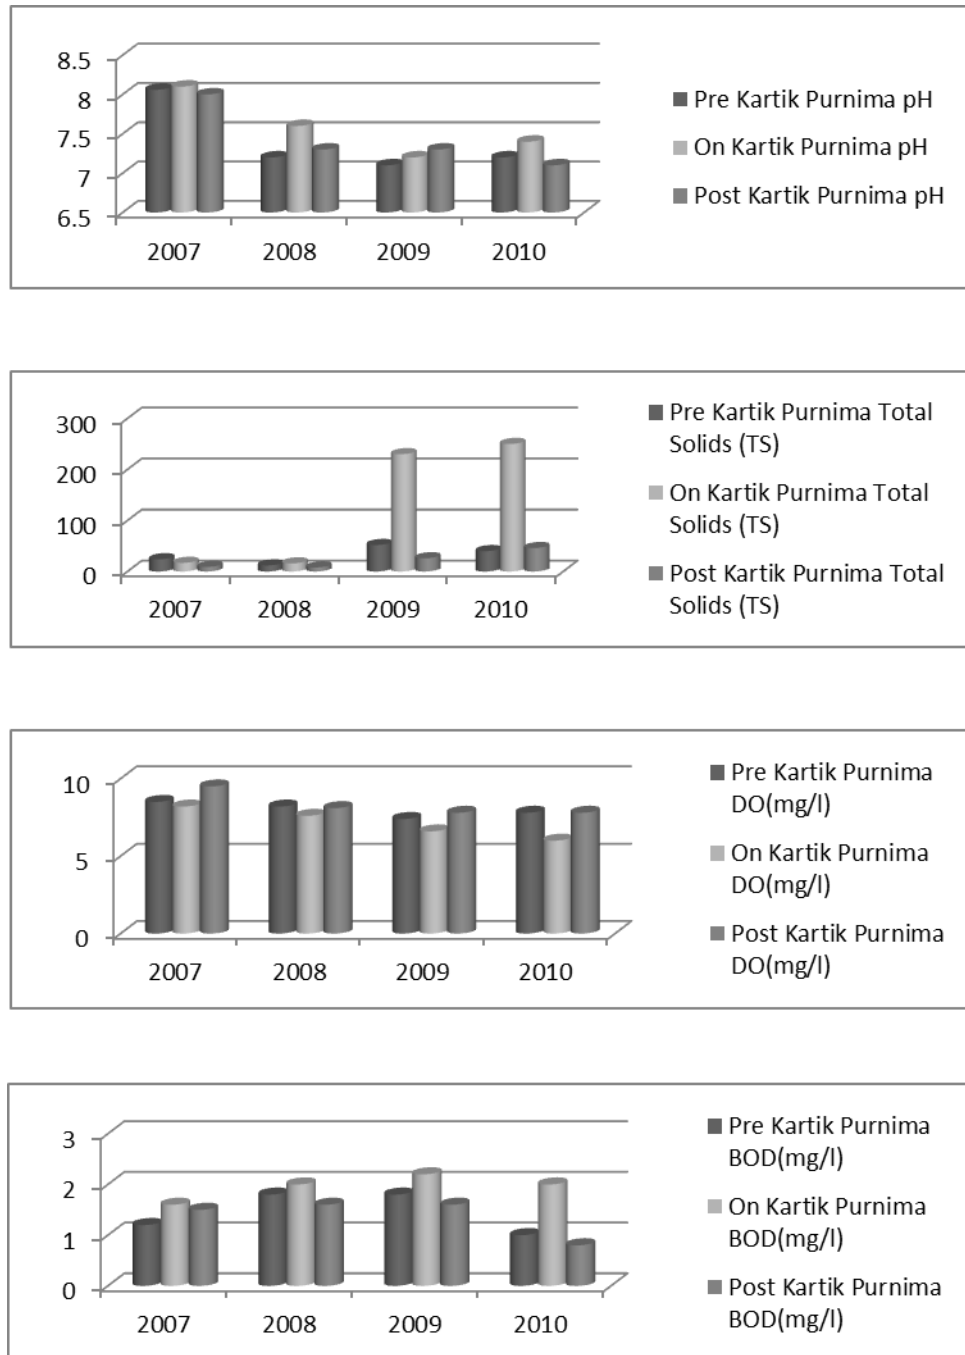 8.5
8
7.5
7
6.5
2007 2008 2009 2010
Pre Kartik Purnima pH
On Kartik Purnima pH
Post Kartik Purnima pH
300
200
100
0
2007 2008 2009 2010
Pre Kartik Purnima Total
Solids (TS)
On Kartik Purnima Total
Solids (TS)
Post Kartik Purnima Total
Solids (TS)
10
5
0
2007 2008 2009 2010
Pre Kartik Purnima
DO(mg/l)
On Kartik Purnima
DO(mg/l)
Post Kartik Purnima
DO(mg/l)
3
2
1
0
2007 2008 2009 2010
Pre Kartik Purnima
BOD(mg/l)
On Kartik Purnima
BOD(mg/l)
Post Kartik Purnima
BOD(mg/l)